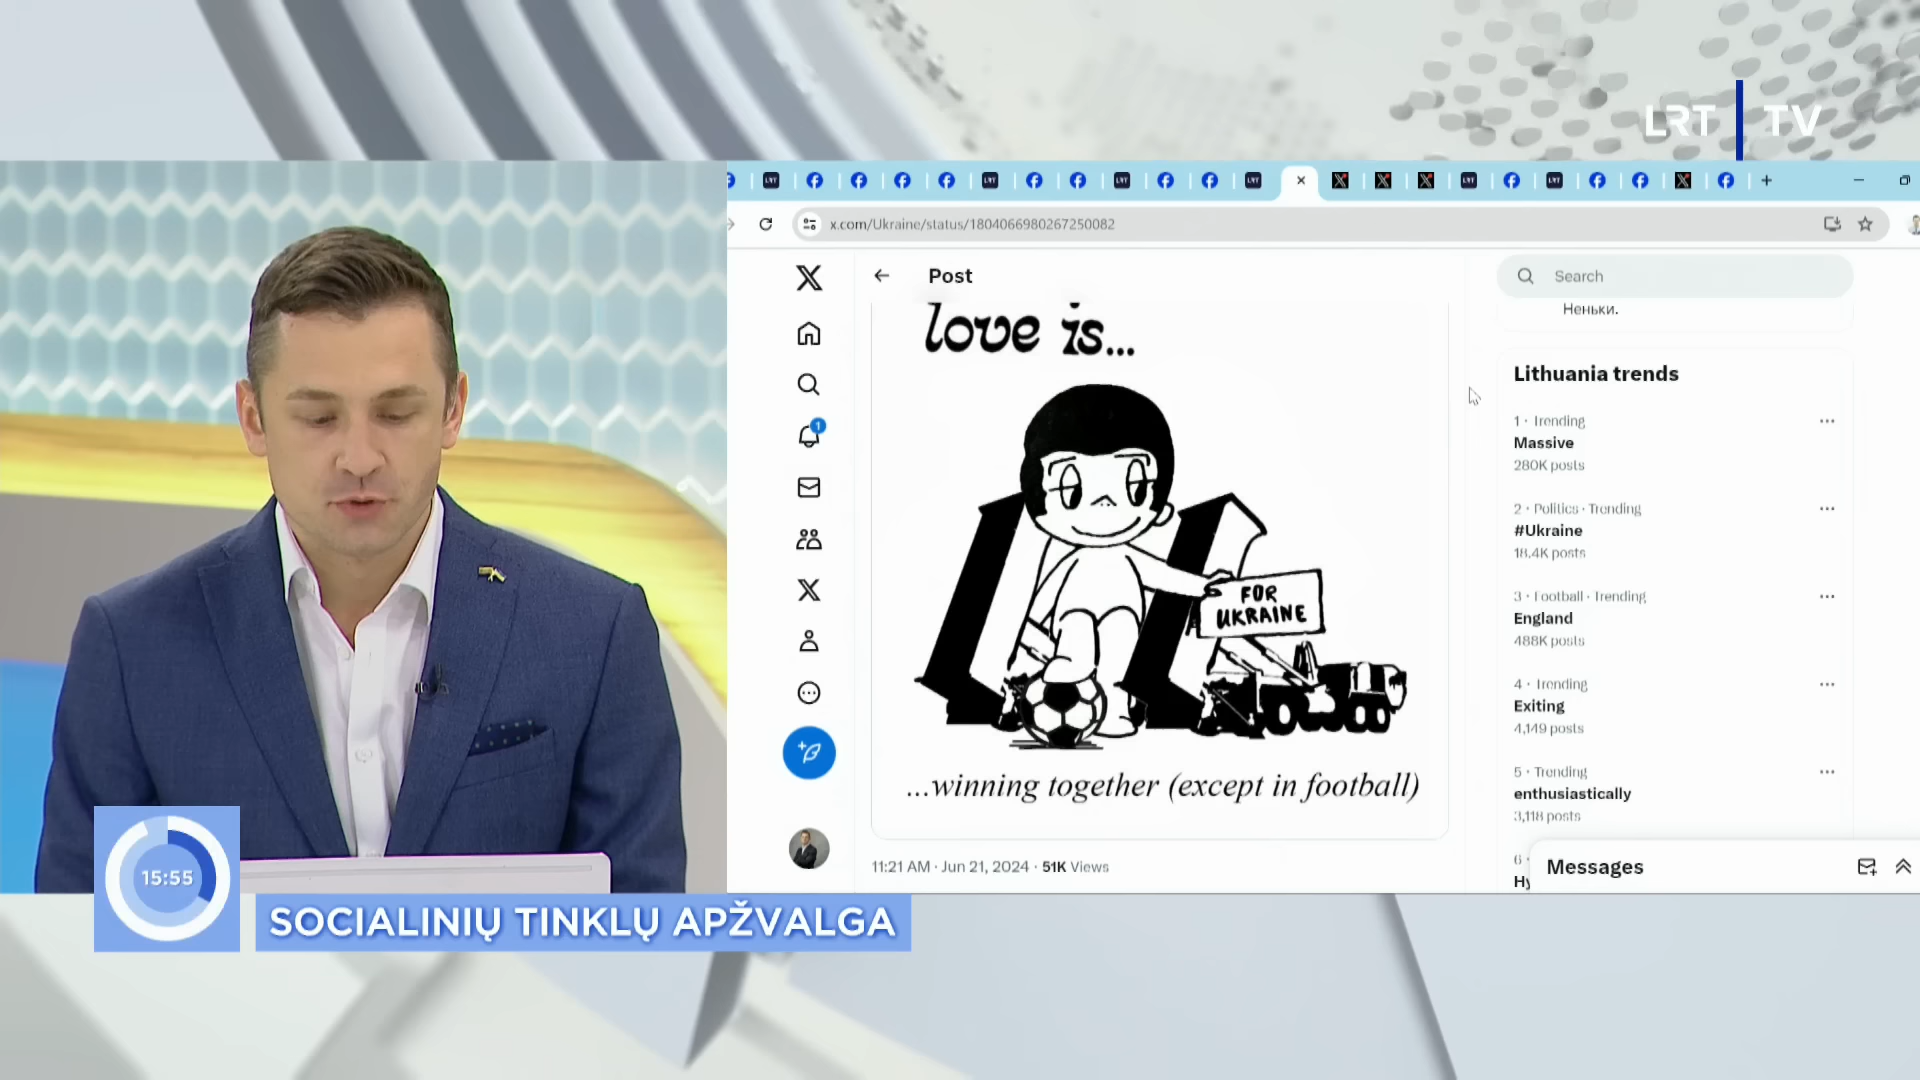 LRT TV
x.com/Ukraine/status/1804066980267250082
Post
Search
Неньки.
love is...
FOR
UKRAINE
...winning together (except in football)
11:21 AM · Jun 21, 2024 · 51K Views
Lithuania trends
1 · Trending
Massive
280K posts
2 · Politics · Trending
#Ukraine
18.4K posts
3 · Football · Trending
England
488K posts
4 · Trending
Exiting
4,149 posts
5 · Trending
enthusiastically
3,118 posts
6 ·
Hy
Messages
1
15:55
SOCIALINIŲ TINKLŲ APŽVALGA